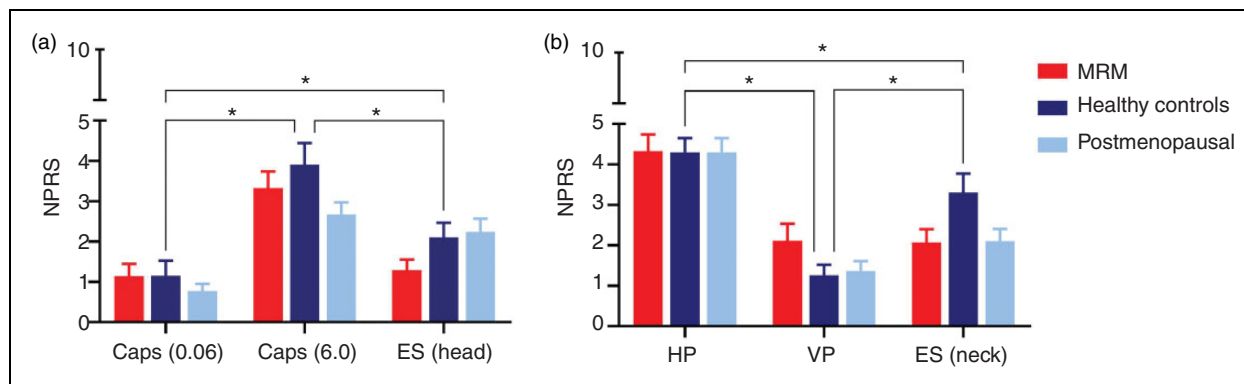 (a)
10
5
4
3
2
1
0
NPRS
*
*
*
Caps (0.06)
Caps (6.0)
ES (head)
(b)
10
5
4
3
2
1
0
NPRS
*
*
*
HP
VP
ES (neck)
MRM
Healthy controls
Postmenopausal